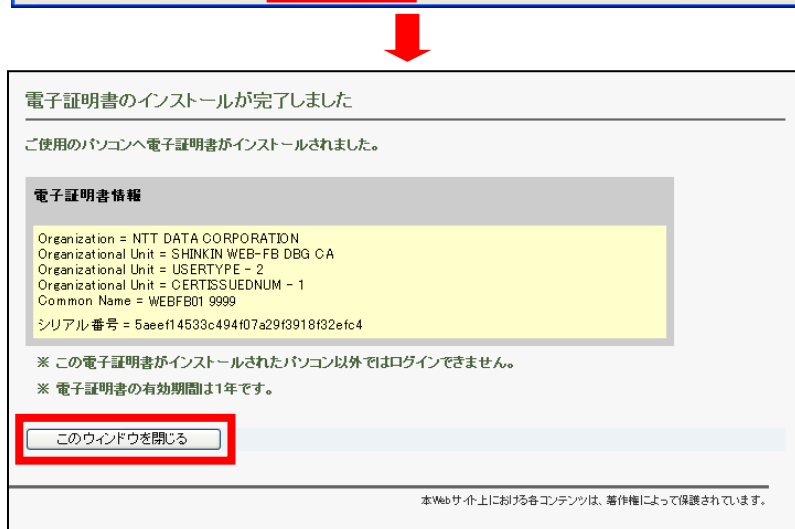 電子証明書のインストールが完了しました
ご使用のパソコンへ電子証明書がインストールされました。
電子証明書情報
Organization = NTT DATA CORPORATION
Organizational Unit = SHINKIN WEB-FB DBG CA
Organizational Unit = USERTYPE - 2
Organizational Unit = CERTISSUEDNUM - 1
Common Name = WEBFB01 9999
シリアル番号 = 5aeef14533c494f07a29f3918f32efc4
※ この電子証明書がインストールされたパソコン以外ではログインできません。
※ 電子証明書の有効期間は1年です。
このウィンドウを閉じる
本Webサイト上における各コンテンツは、著作権によって保護されています。